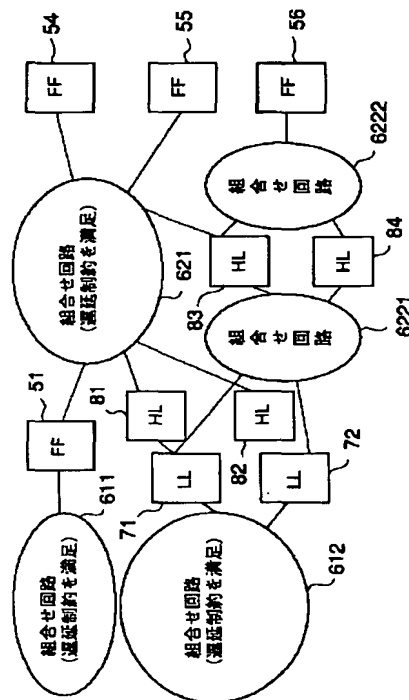 組合せ回路
(遅延制約を満足)
611
FF
51
組合せ回路
(遅延制約を満足)
621
FF
54
FF
55
組合せ回路
(遅延制約を満足)
612
LL
71
LL
72
HL
81
HL
82
組合せ回路
6221
HL
83
HL
84
組合せ回路
6222
FF
56